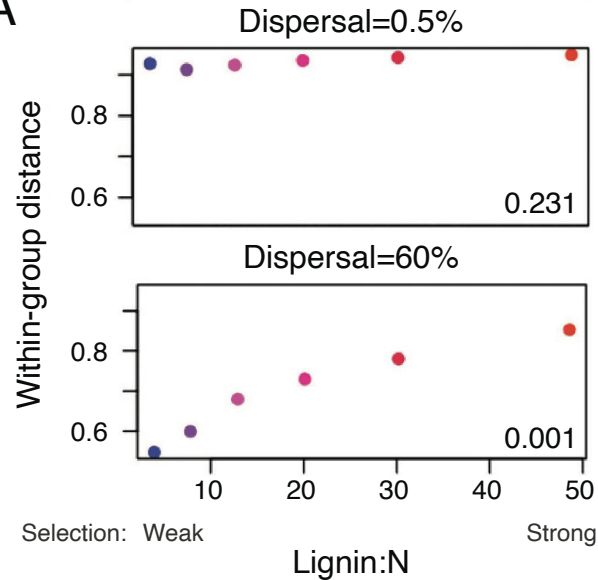 A
Dispersal=0.5%
0.8
0.6
0.231
Dispersal=60%
0.8
0.6
0.001
Within-group distance
10 20 30 40 50
Selection: Weak Strong
Lignin:N